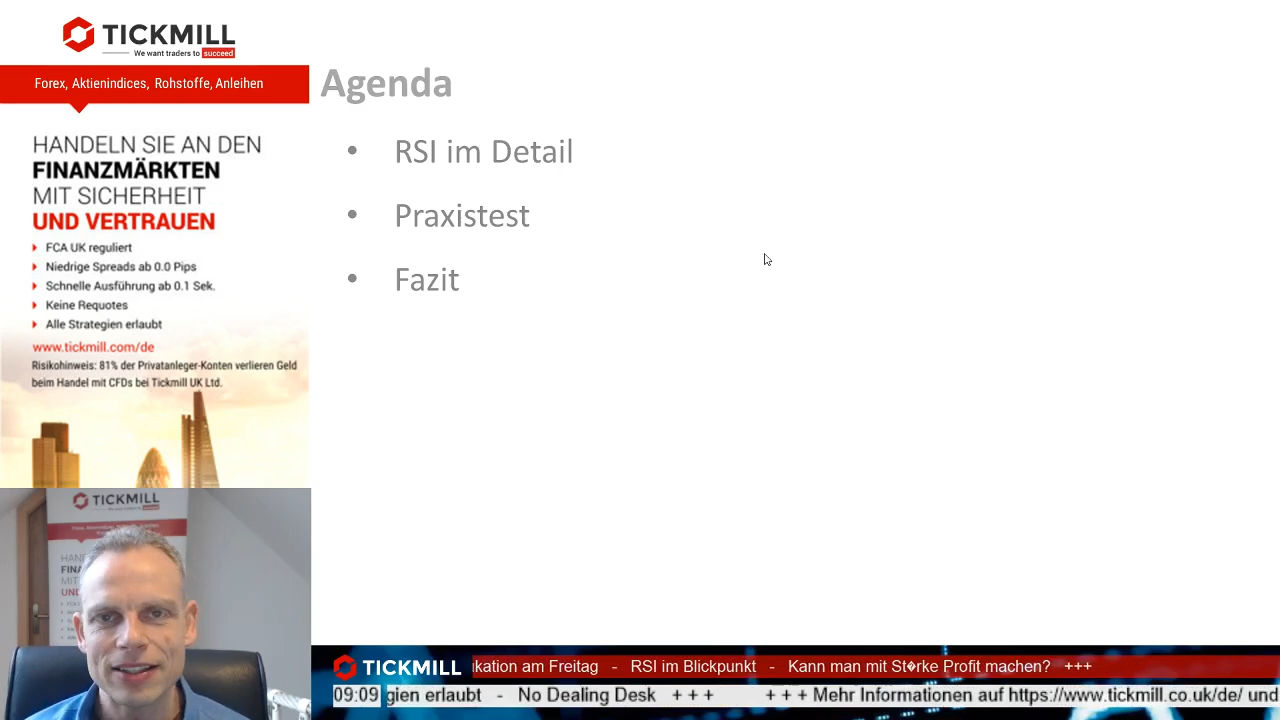 TICKMILL
We want traders to succeed
Forex, Aktienindices, Rohstoffe, Anleihen
HANDELN SIE AN DEN
FINANZMÄRKTEN
MIT SICHERHEIT
UND VERTRAUEN
FCA UK reguliert
Niedrige Spreads ab 0.0 Pips
Schnelle Ausführung ab 0.1 Sek.
Keine Requotes
Alle Strategien erlaubt
www.tickmill.com/de
Risikohinweis: 81% der Privatanleger-Konten verlieren Geld
beim Handel mit CFDs bei Tickmill UK Ltd.
Agenda
• RSI im Detail
• Praxistest
• Fazit
TICKMILL
TICKMILL
kation am Freitag - RSI im Blickpunkt - Kann man mit St�rke Profit machen? +++
09:09 gien erlaubt - No Dealing Desk + + + + + + Mehr Informationen auf https://www.tickmill.co.uk/de/ und